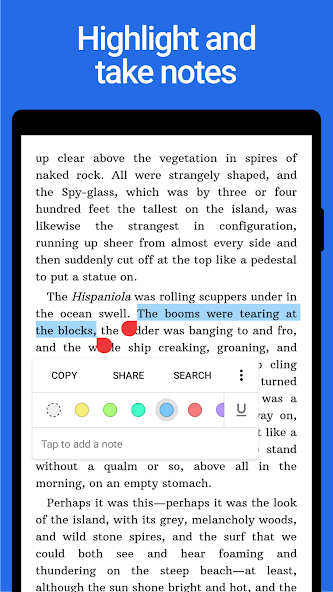 Highlight and
take notes
up clear above the vegetation in spires of
naked rock. All were strangely shaped, and
the Spy-glass, which was by three or four
hundred feet the tallest on the island, was
likewise the strangest in configuration,
running up sheer from almost every side and
then suddenly cut off at the top like a pedestal
to put a statue on.
The Hispaniola was rolling scuppers under in
the ocean swell. The booms were tearing at
the blocks, the dder was banging to and fro,
and the w le ship creaking, groaning, and
cling
COPY SHARE SEARCH
turned
was a
way on,
U
t like a
Tap to add a note
stand
without a qualm or so, above all in the
morning, on an empty stomach.
Perhaps it was this—perhaps it was the look
of the island, with its grey, melancholy woods,
and wild stone spires, and the surf that we
could both see and hear foaming and
thundering on the steep beach—at least,
although the sun shone bright and hot, and the